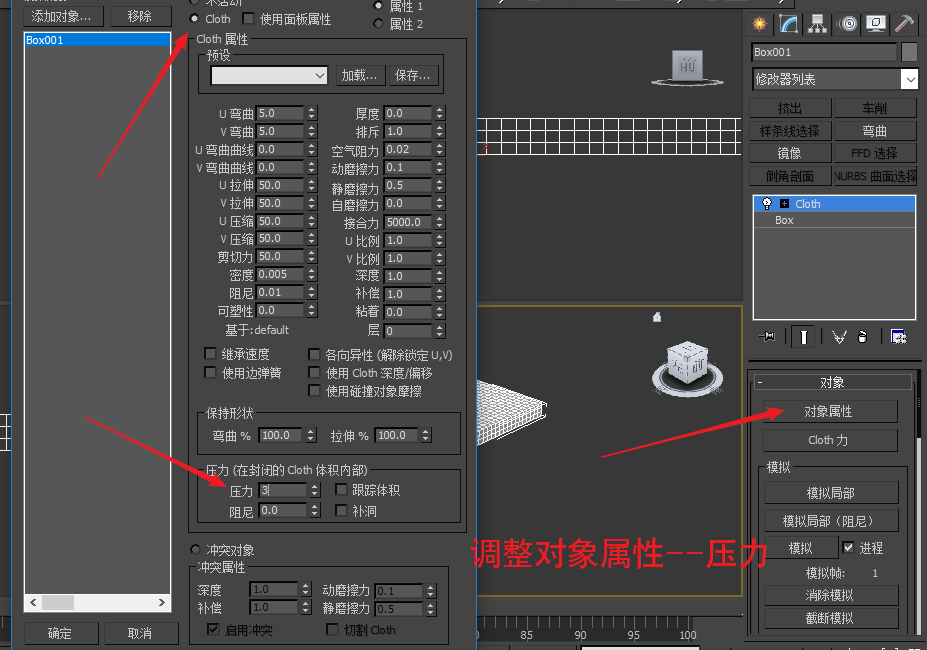 添加对象...
移除
Box001
Cloth
使用面板属性
属性 1
属性 2
Cloth 属性
预设
加载...
保存...
U 弯曲 5.0
厚度 0.0
V 弯曲 5.0
排斥 1.0
U 弯曲曲线 0.0
空气阻力 0.02
V 弯曲曲线 0.0
动磨擦力 0.1
U 拉伸 50.0
静磨擦力 0.5
V 拉伸 50.0
自磨擦力 0.0
U 压缩 50.0
接合力 5000.0
V 压缩 50.0
U 比例 1.0
剪切力 50.0
V 比例 1.0
密度 0.005
深度 1.0
阻尼 0.01
补偿 1.0
可塑性 0.0
粘着 0.0
基于:default
层 0
继承速度
各向异性 (解除锁定 U,V)
使用边弹簧
使用 Cloth 深度/偏移
使用碰撞对象摩擦
保持形状
弯曲 % 100.0
拉伸 % 100.0
压力 (在封闭的 Cloth 体积内部)
压力 3
跟踪体积
阻尼 0.0
补洞
冲突对象
冲突属性
深度 1.0
动磨擦力 0.1
补偿 1.0
静磨擦力 0.5
启用冲突
切割 Cloth
确定
取消
前
调整对象属性--压力
85
90
95
100
Box001
修改器列表
挤出
车削
样条线选择
弯曲
镜像
FFD 选择
倒角剖面
NURBS 曲面选择
Cloth
Box
对象
对象属性
Cloth 力
模拟
模拟局部
模拟局部（阻尼）
模拟
进程
模拟帧: 1
消除模拟
截断模拟